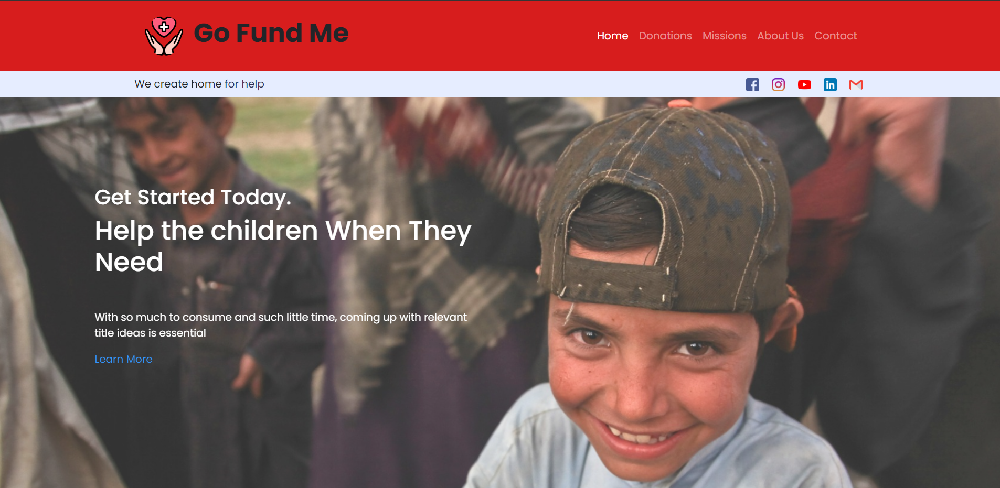 Go Fund Me
Home Donations Missions About Us Contact
We create home for help
Get Started Today.
Help the children When They
Need
With so much to consume and such little time, coming up with relevant
title ideas is essential
Learn More